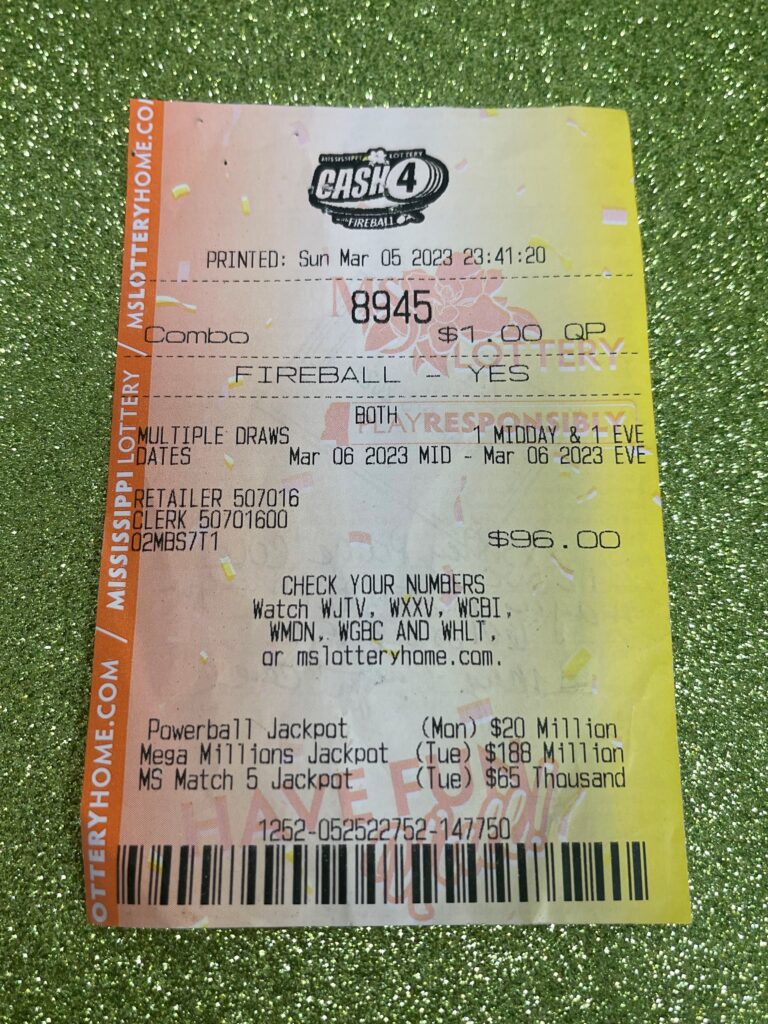 MISSISSIPPI LOTTERY
CASH 4
WITH FIREBALL
PRINTED: Sun Mar 05 2023 23:41:20
8945
Combo $1.00 QP
FIREBALL - YES
BOTH
MULTIPLE DRAWS 1 MIDDAY & 1 EVE
DATES Mar 06 2023 MID - Mar 06 2023 EVE
RETAILER 507016
CLERK 50701600
02MBS7T1 $96.00
CHECK YOUR NUMBERS
Watch WJTV, WXXV, WCBI,
WMDN, WGBC AND WHLT,
or mslotteryhome.com.
Powerball Jackpot (Mon) $20 Million
Mega Millions Jackpot (Tue) $188 Million
MS Match 5 Jackpot (Tue) $65 Thousand
1252-052522752-147750
OTTERYHOME.COM / MISSISSIPPI LOTTERY / MSLOTTERYHOME.CO
MS
LOTTERY
PLAYRESPONSIBLY
HAVE FUN